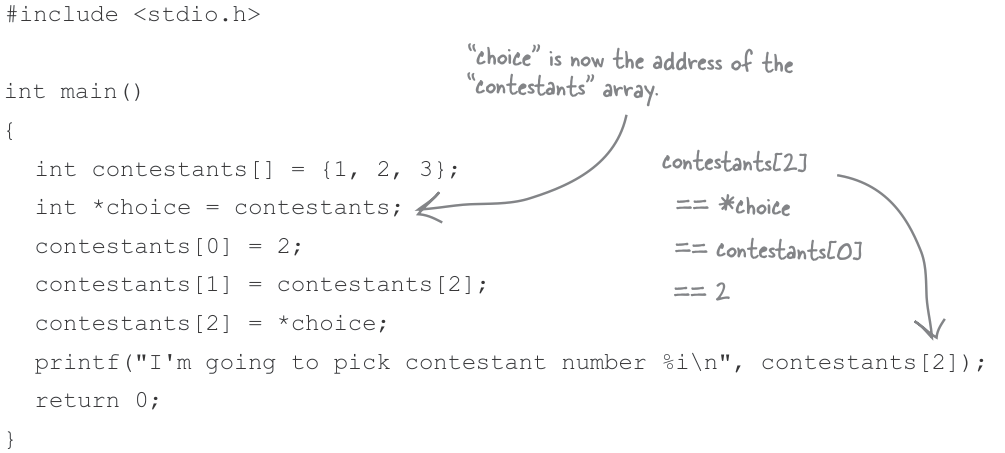 #include <stdio.h>
“choice” is now the address of the
“contestants” array.
int main()
{
int contestants[] = {1, 2, 3};
int *choice = contestants;
contestants[0] = 2;
contestants[1] = contestants[2];
contestants[2] = *choice;
printf("I'm going to pick contestant number %i\n", contestants[2]);
return 0;
}
contestants[2]
== *choice
== contestants[0]
== 2